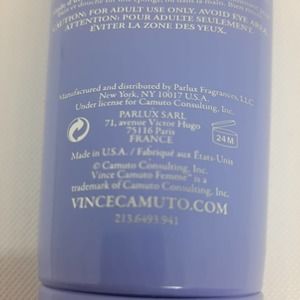 CAUTION: FOR ADULT USE ONLY. AVOID EYE AREA.
ATTENTION: POUR ADULTE SEULEMENT.
ÉVITER LA ZONE DES YEUX.
Manufactured and distributed by Parlux Fragrances, LLC
New York, NY 10017 U.S.A.
Under license for Camuto Consulting, Inc.
PARLUX SARL
71, avenue Victor Hugo
75116 Paris
FRANCE
24M
Made in U.S.A. / Fabriqué aux États-Unis
© Camuto Consulting, Inc.
Vince Camuto Femme™ is a
trademark of Camuto Consulting, Inc.
VINCECAMUTO.COM
213.6493.941